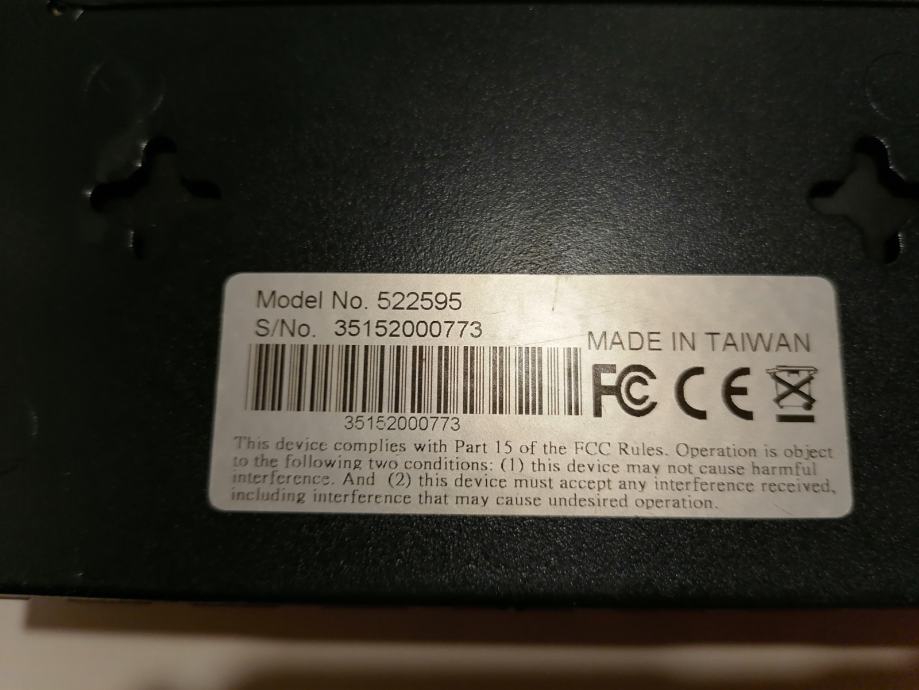 Model No. 522595
S/No. 35152000773
MADE IN TAIWAN
FC CE
35152000773
This device complies with Part 15 of the FCC Rules. Operation is object
to the following two conditions: (1) this device may not cause harmful
interference. And (2) this device must accept any interference received,
including interference that may cause undesired operation.